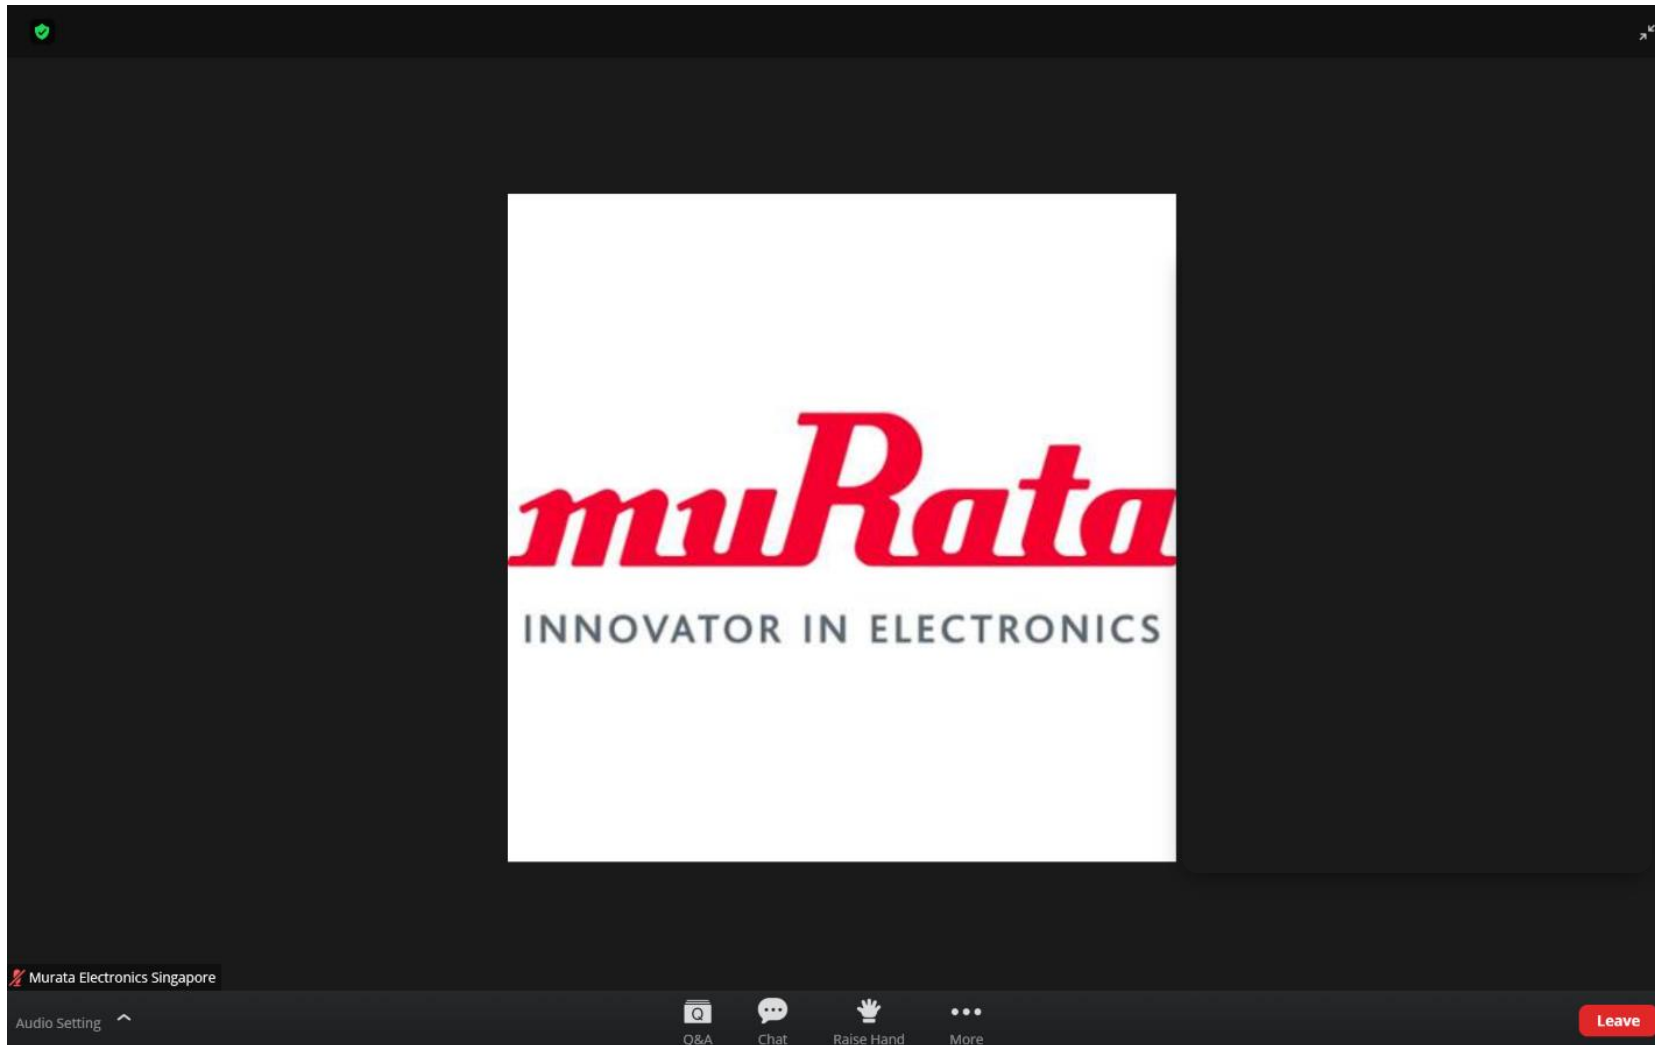 muRata
INNOVATOR IN ELECTRONICS
Murata Electronics Singapore
Audio Setting
Q
Q&A
Chat
Raise Hand
More
Leave